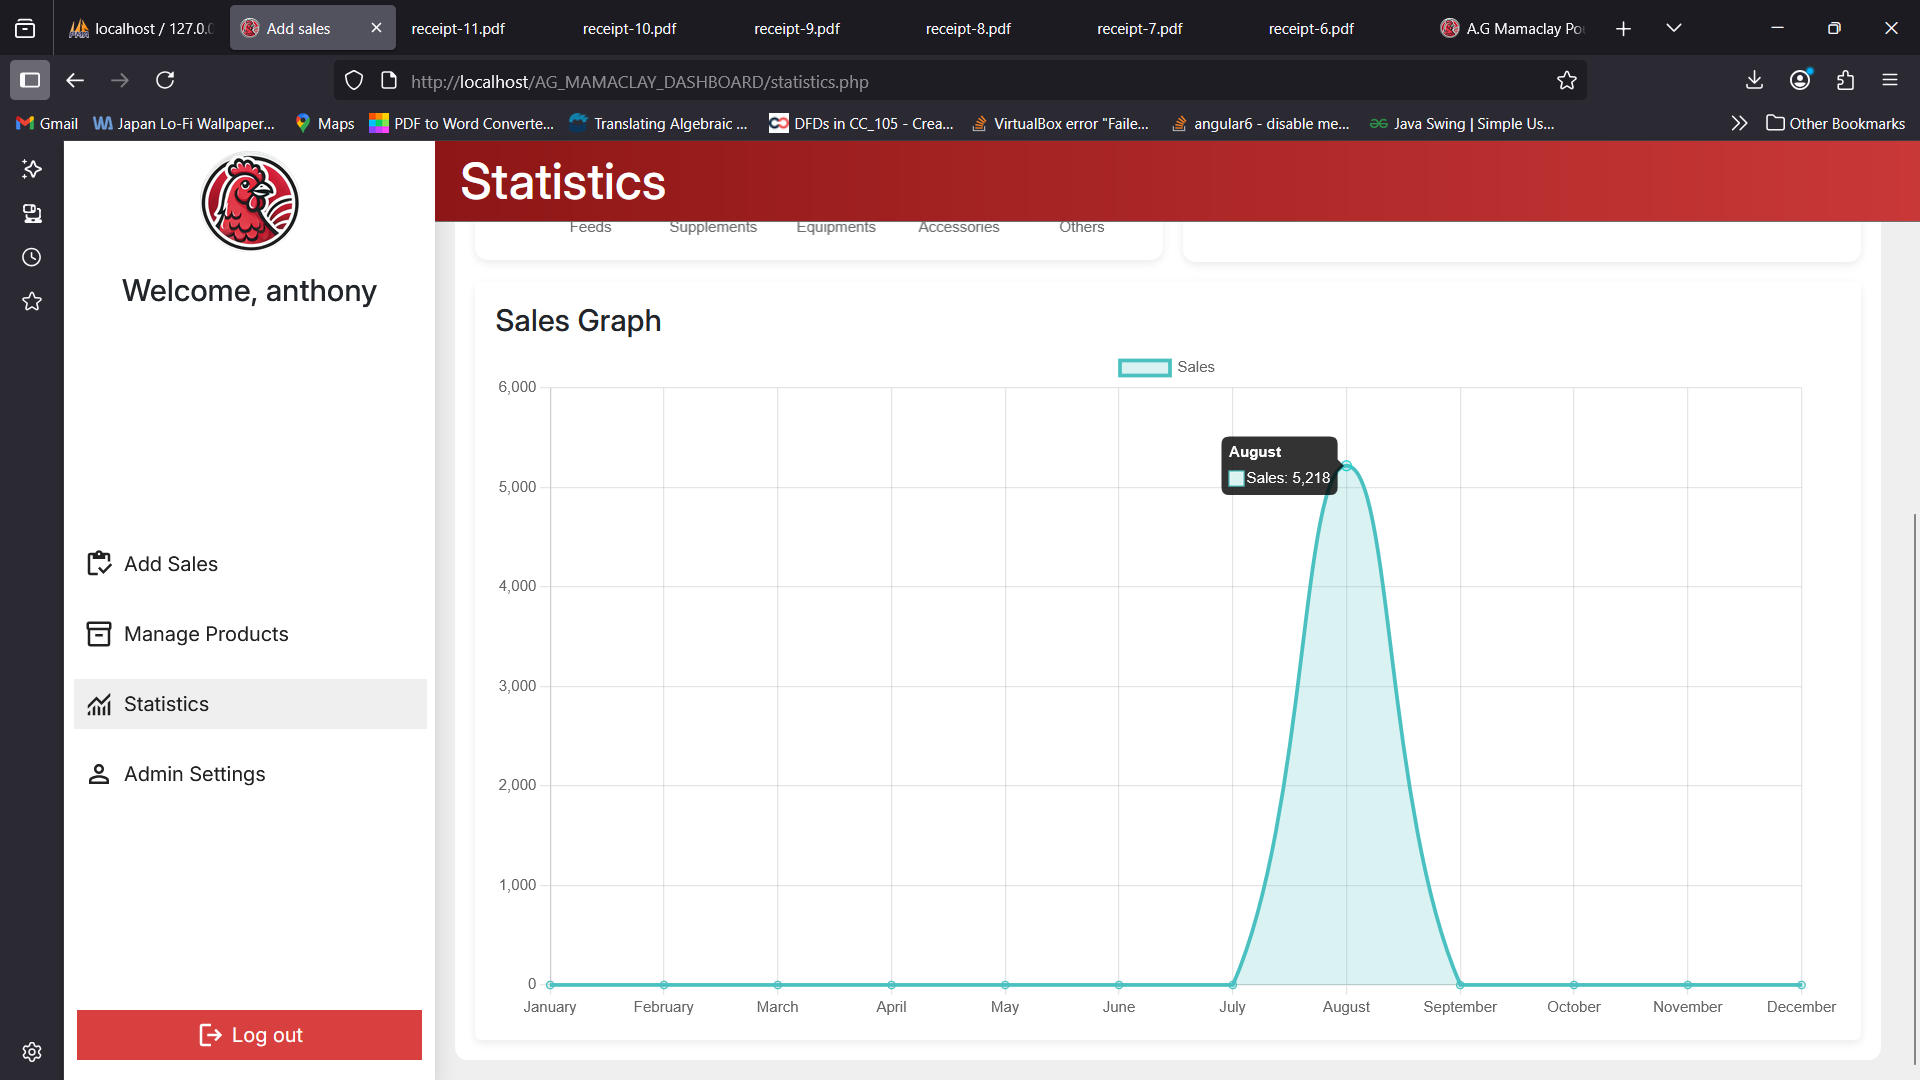 localhost / 127.0.0
Add sales
receipt-11.pdf
receipt-10.pdf
receipt-9.pdf
receipt-8.pdf
receipt-7.pdf
receipt-6.pdf
A.G Mamaclay Po
http://localhost/AG_MAMACLAY_DASHBOARD/statistics.php
Gmail
Japan Lo-Fi Wallpaper...
Maps
PDF to Word Converte...
Translating Algebraic ...
DFDs in CC_105 - Crea...
VirtualBox error "Faile...
angular6 - disable me...
Java Swing | Simple Us...
Other Bookmarks
Welcome, anthony
Add Sales
Manage Products
Statistics
Admin Settings
Log out
Statistics
Feeds Supplements Equipments Accessories Others
Sales Graph
Sales
6,000
5,000
4,000
3,000
2,000
1,000
0
August
Sales: 5,218
January February March April May June July August September October November December